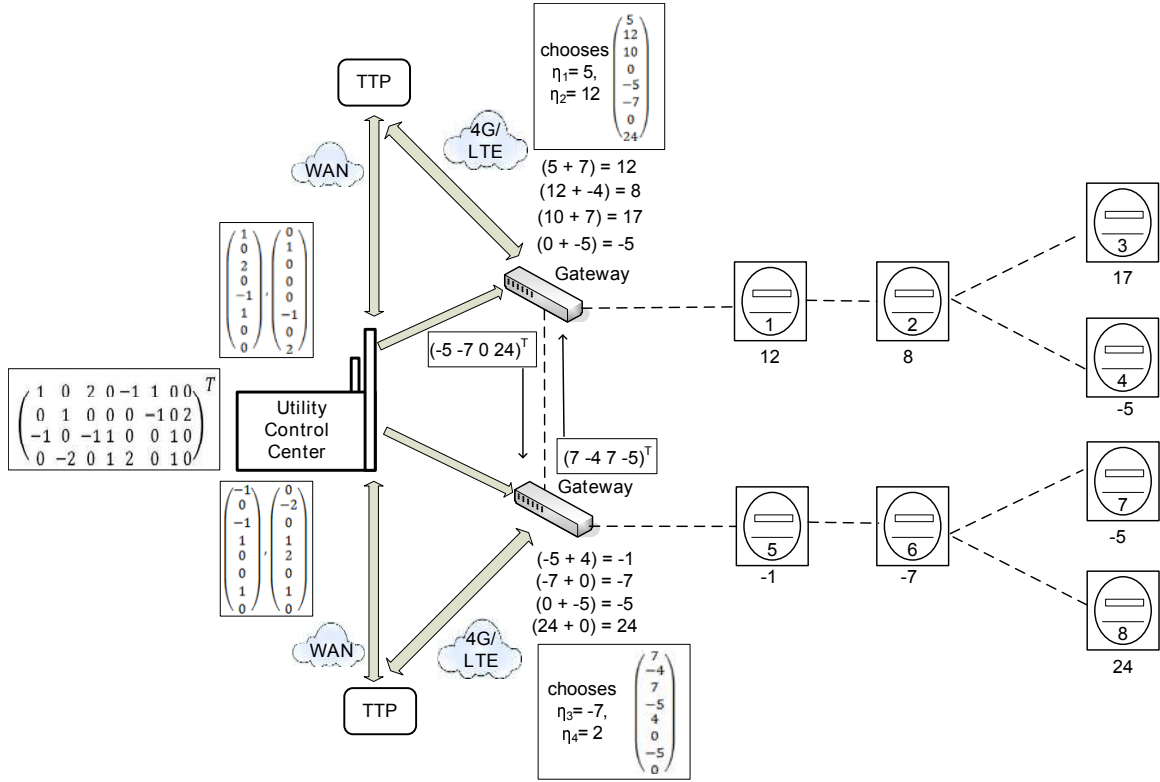 TTP
4G/
LTE
WAN
chooses
η1= 5,
η2= 12
5
12
10
0
−5
−7
0
24
(5 + 7) = 12
(12 + -4) = 8
(10 + 7) = 17
(0 + -5) = -5
Gateway
1
0
2
0
−1
1
0
0
,
0
1
0
0
0
−1
0
2
(-5 -7 0 24)T
1 0 2 0 −1 1 0 0 T
0 1 0 0 0 −1 0 2
−1 0 −1 1 0 0 1 0
0 −2 0 1 2 0 1 0
Utility
Control
Center
(7 -4 7 -5)T
Gateway
−1
0
−1
1
0
0
1
0
,
0
−2
0
1
2
0
1
0
(-5 + 4) = -1
(-7 + 0) = -7
(0 + -5) = -5
(24 + 0) = 24
WAN
4G/
LTE
TTP
chooses
η3= -7,
η4= 2
7
−4
7
−5
4
0
−5
0
1
12
2
8
3
17
4
-5
5
-1
6
-7
7
-5
8
24